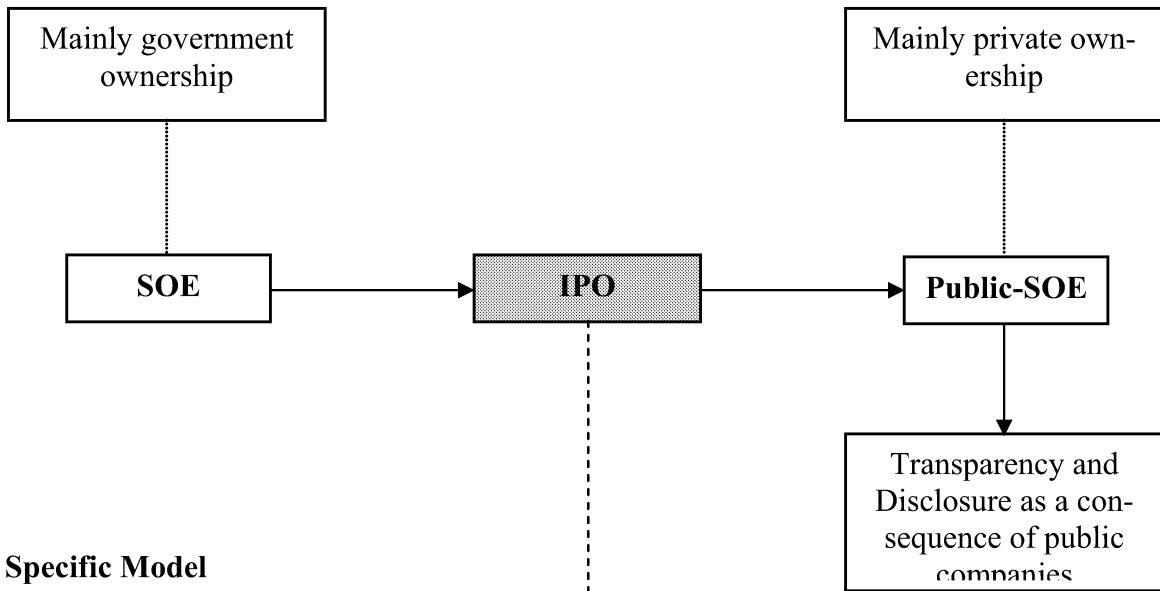 Mainly government
ownership
Mainly private own-
ership
SOE
IPO
Public-SOE
Transparency and
Disclosure as a con-
sequence of public
companies
Specific Model